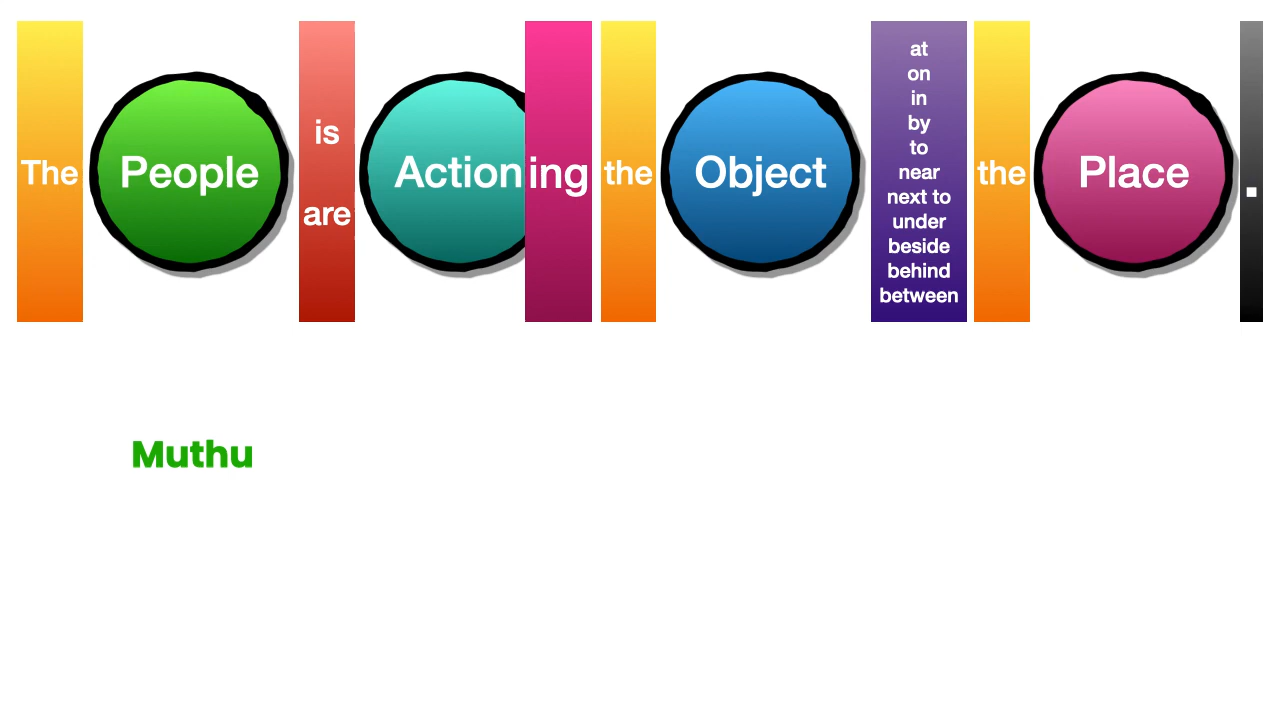 The
People
is
are
Action
ing
the
Object
at
on
in
by
to
near
next to
under
beside
behind
between
the
Place
.
Muthu